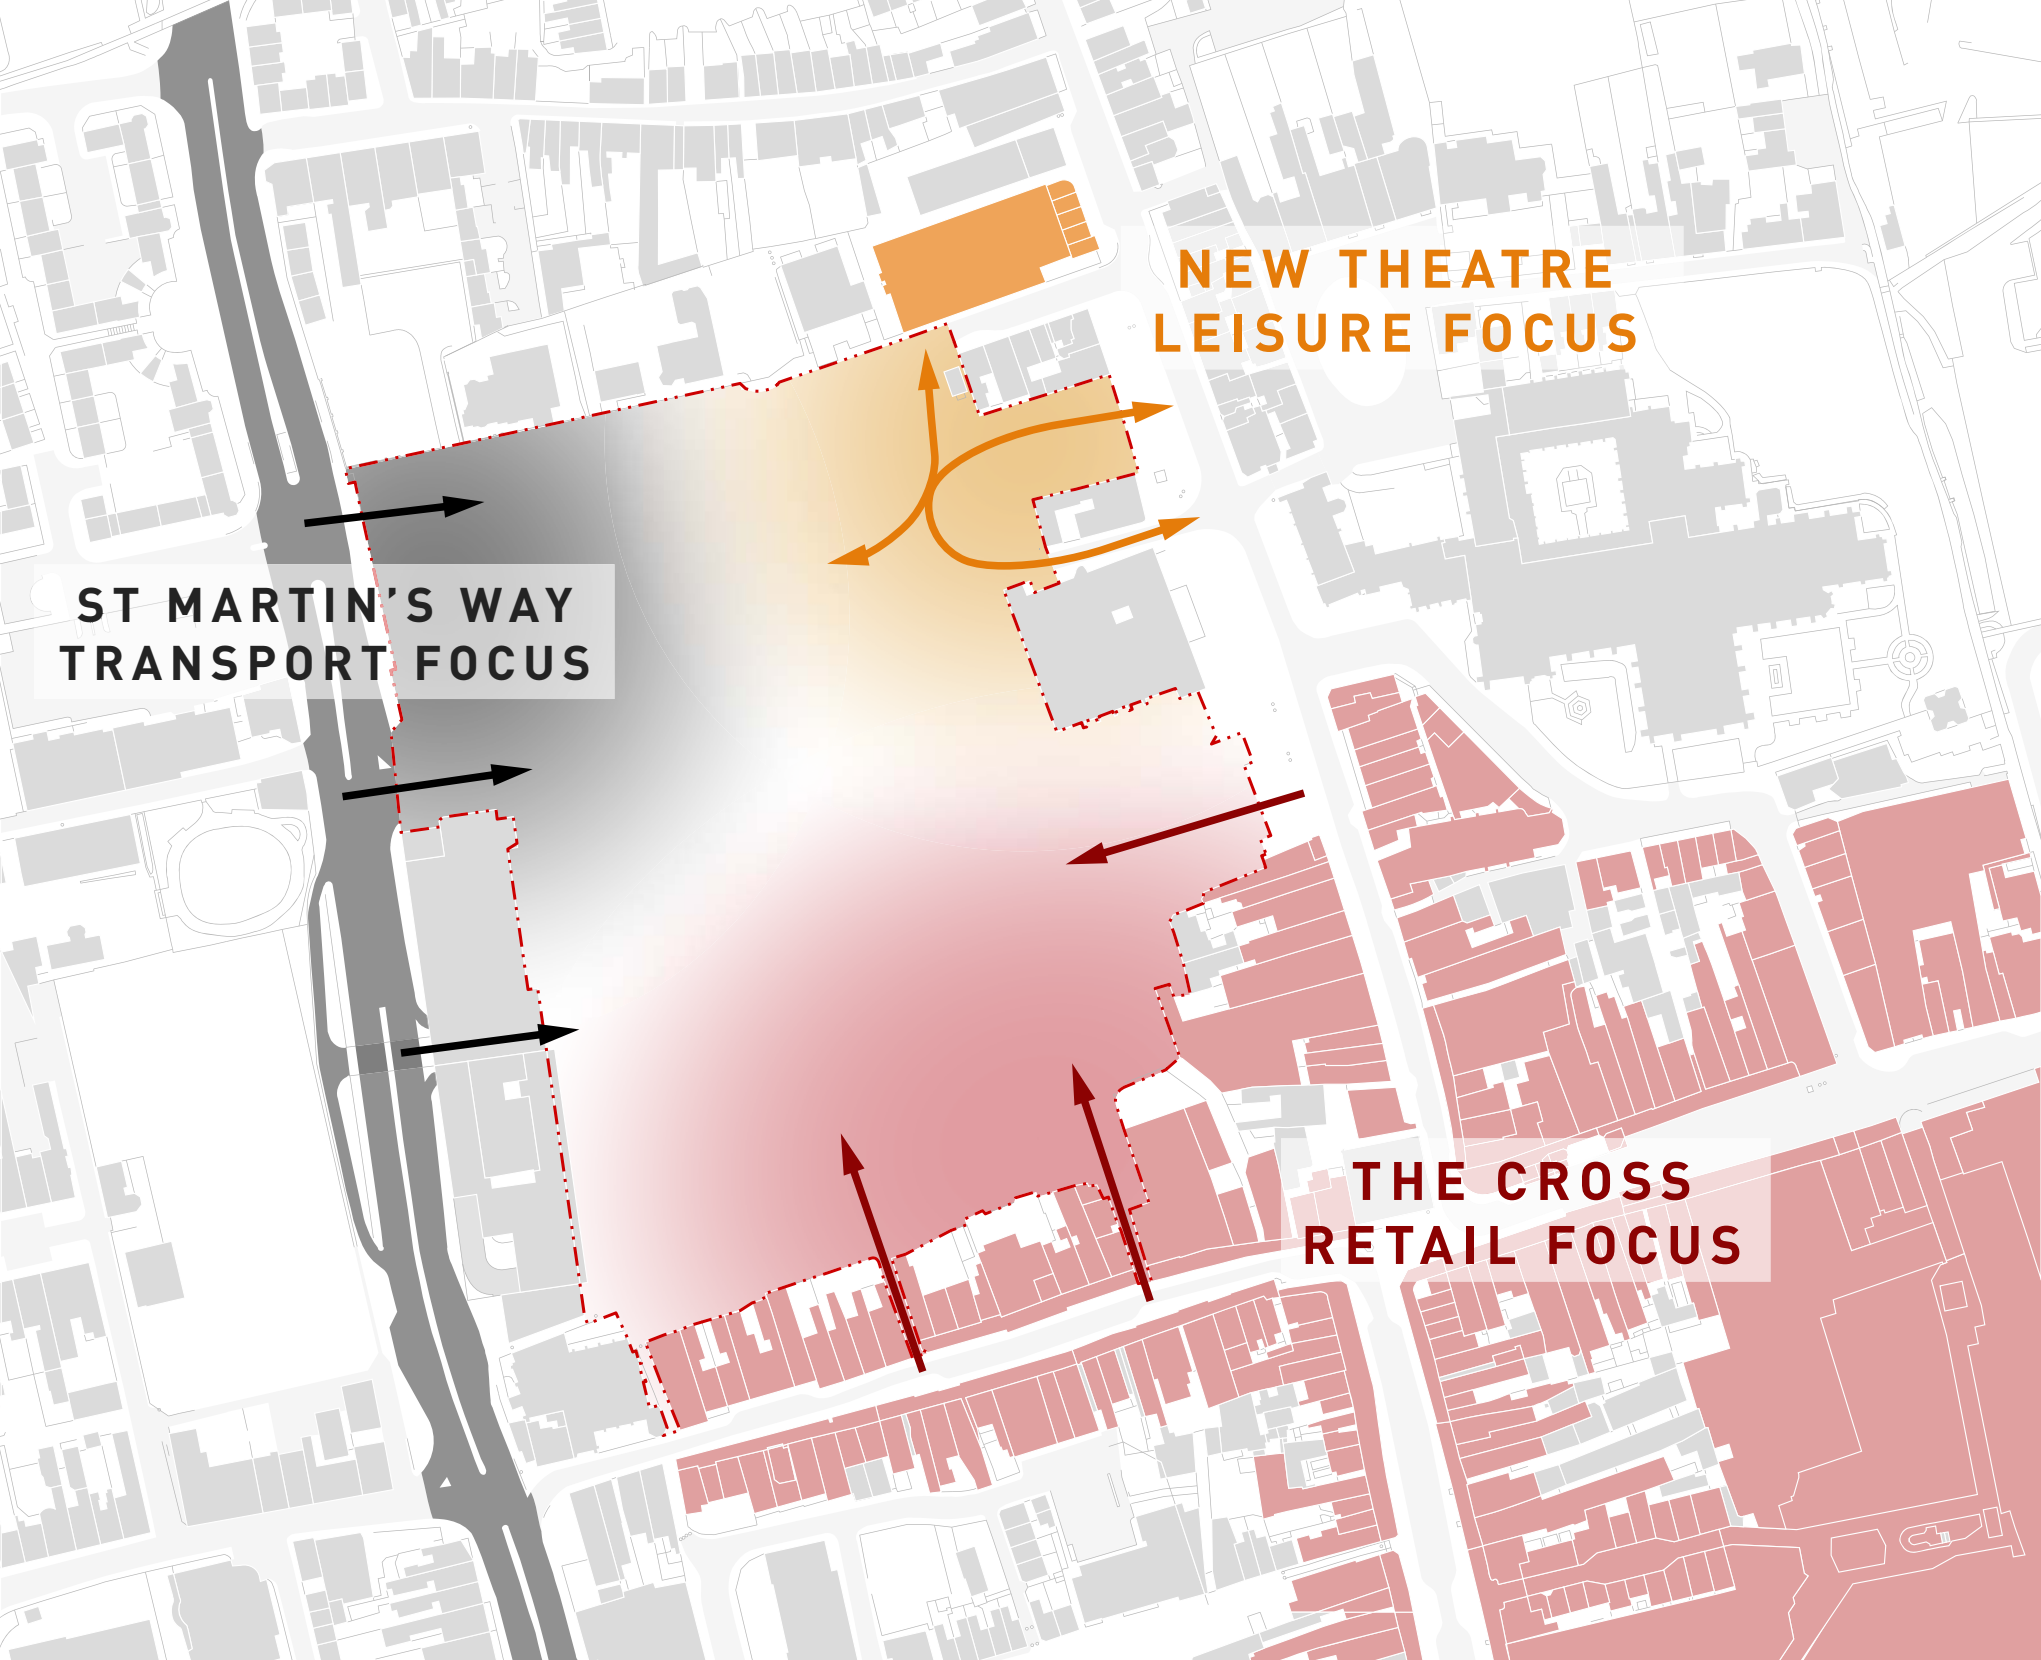 NEW THEATRE
LEISURE FOCUS
ST MARTIN'S WAY
TRANSPORT FOCUS
THE CROSS
RETAIL FOCUS